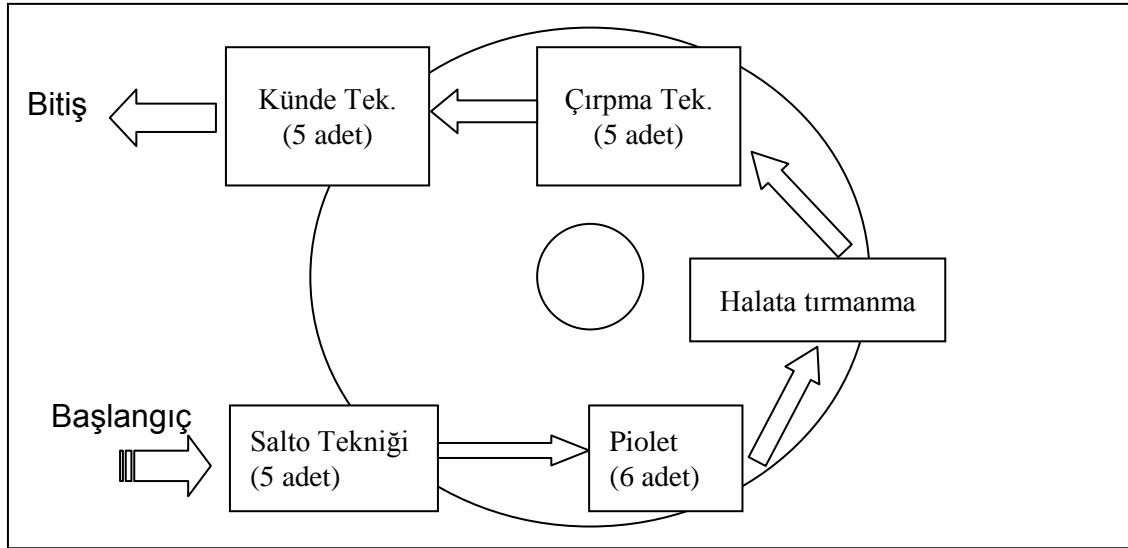 Bitiş
Künde Tek.
(5 adet)
Çırpma Tek.
(5 adet)
Halata tırmanma
Başlangıç
Salto Tekniği
(5 adet)
Piolet
(6 adet)